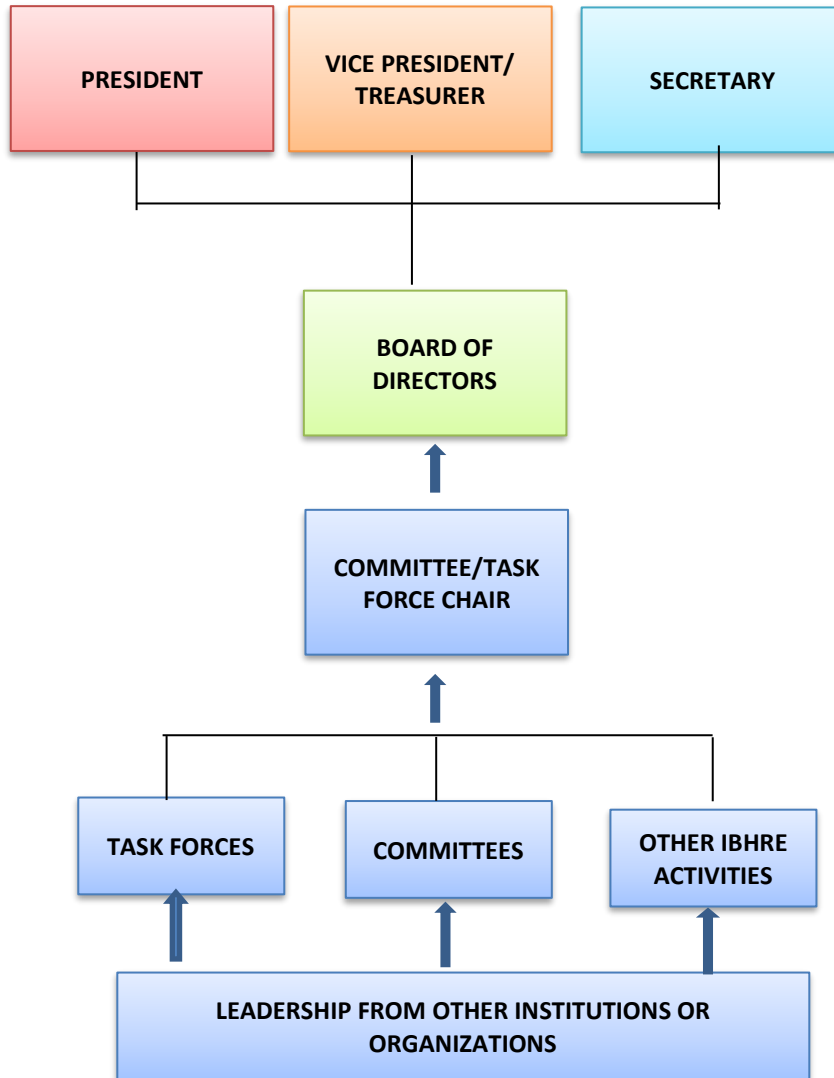 PRESIDENT
VICE PRESIDENT/
TREASURER
SECRETARY
BOARD OF
DIRECTORS
COMMITTEE/TASK
FORCE CHAIR
TASK FORCES
COMMITTEES
OTHER IBHRE
ACTIVITIES
LEADERSHIP FROM OTHER INSTITUTIONS OR
ORGANIZATIONS